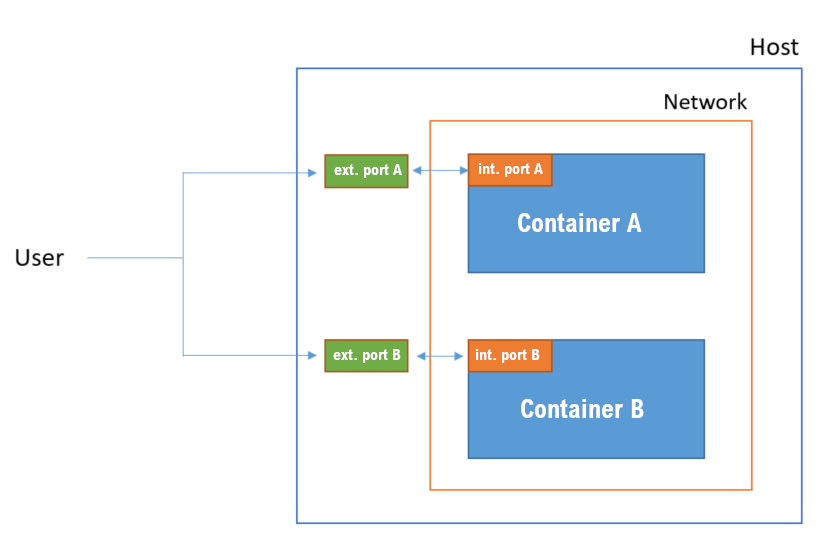 Host
Network
ext. port A
int. port A
Container A
User
ext. port B
int. port B
Container B